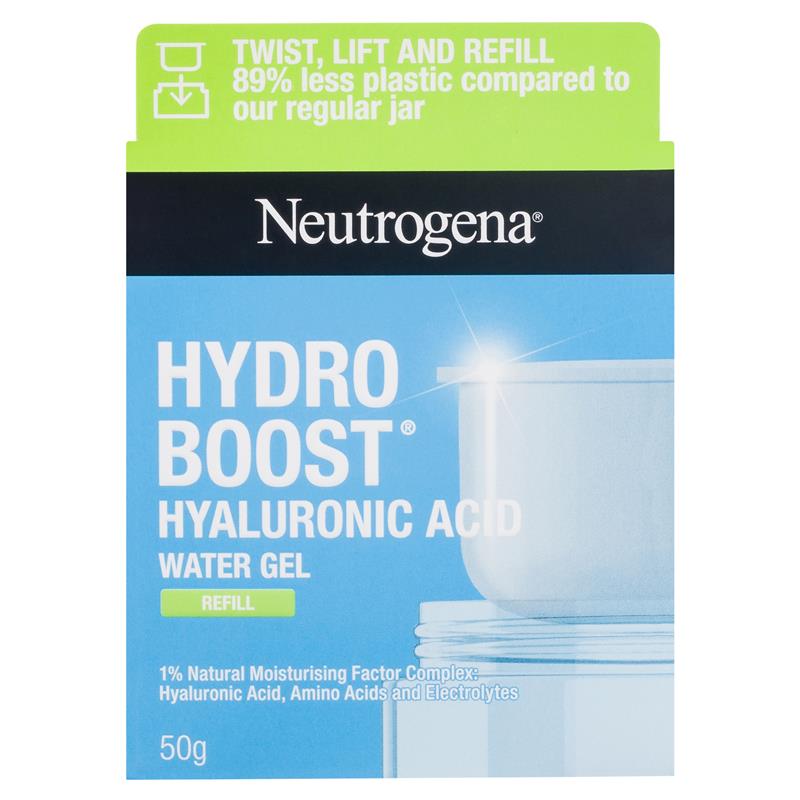 TWIST, LIFT AND REFILL
89% less plastic compared to
our regular jar
Neutrogena®
HYDRO
BOOST®
HYALURONIC ACID
WATER GEL
REFILL
1% Natural Moisturising Factor Complex:
Hyaluronic Acid, Amino Acids and Electrolytes
50g